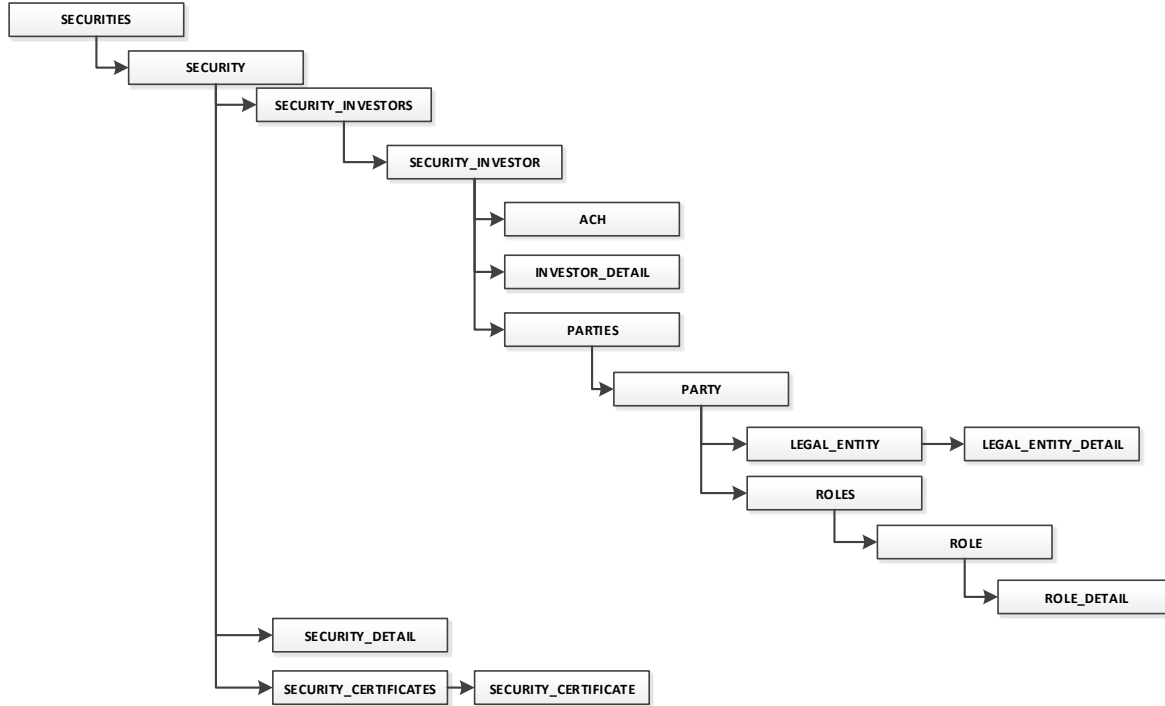 SECURITIES
SECURITY
SECURITY_INVESTORS
SECURITY_INVESTOR
ACH
INVESTOR_DETAIL
PARTIES
PARTY
LEGAL_ENTITY
LEGAL_ENTITY_DETAIL
ROLES
ROLE
ROLE_DETAIL
SECURITY_DETAIL
SECURITY_CERTIFICATES
SECURITY_CERTIFICATE